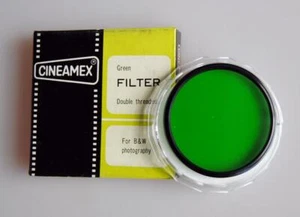 CINEAMEX
Green
FILTER
Double threaded
For B&W
photography